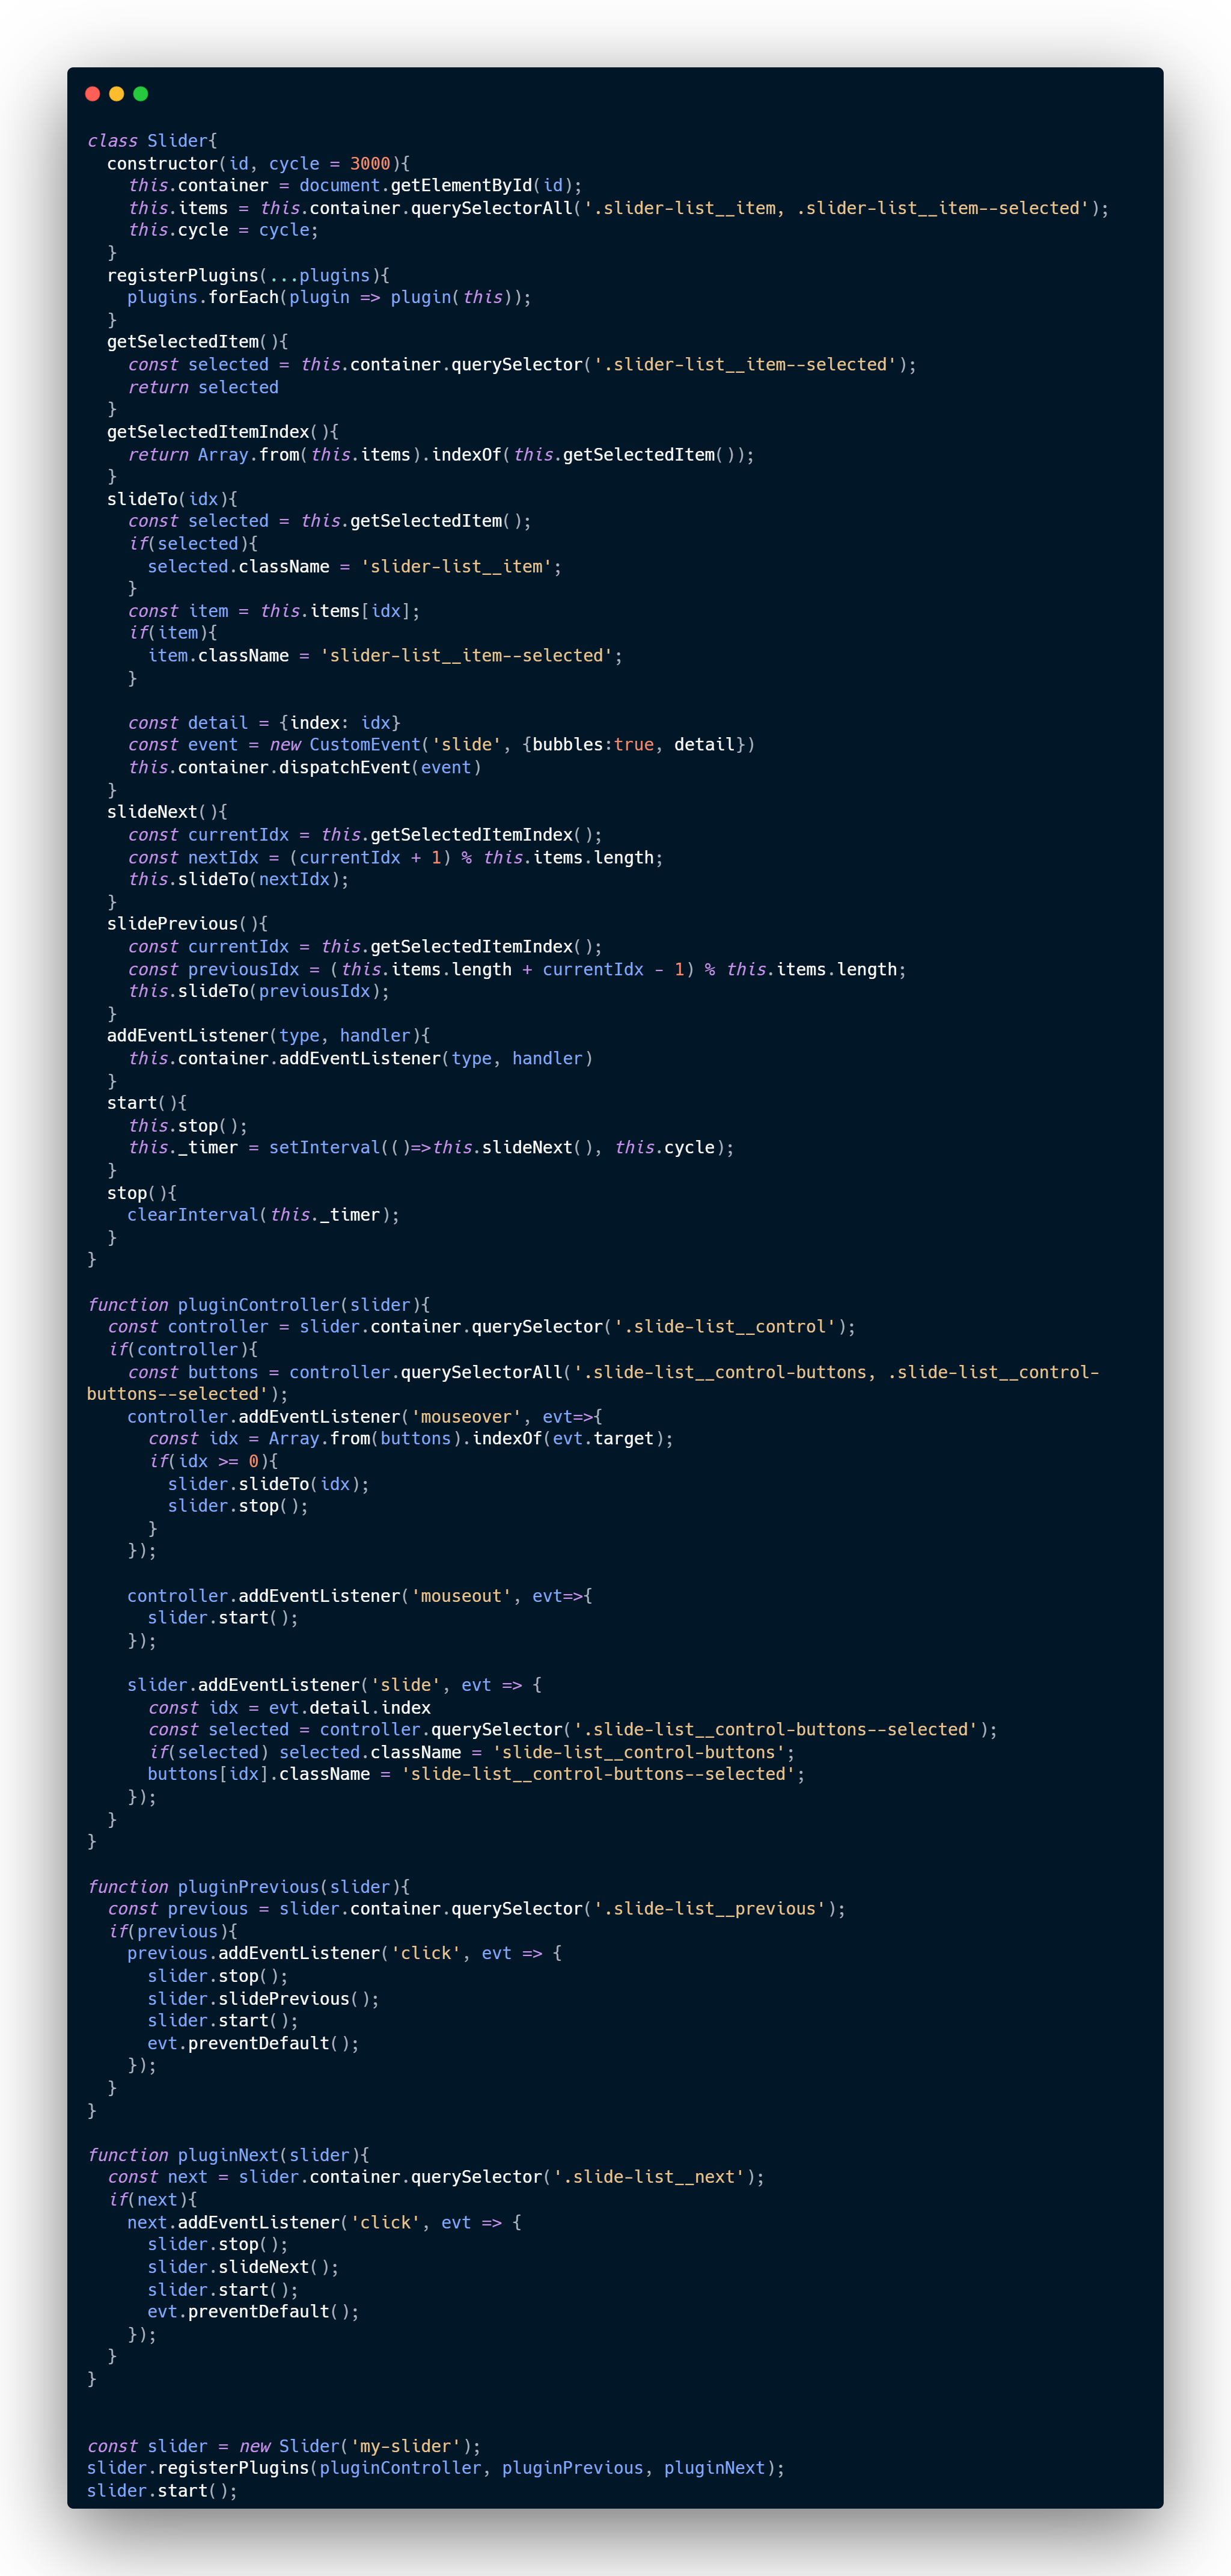 class Slider{
  constructor(id, cycle = 3000){
    this.container = document.getElementById(id);
    this.items = this.container.querySelectorAll('.slider-list__item, .slider-list__item--selected');
    this.cycle = cycle;
  }
  registerPlugins(...plugins){
    plugins.forEach(plugin => plugin(this));
  }
  getSelectedItem(){
    const selected = this.container.querySelector('.slider-list__item--selected');
    return selected
  }
  getSelectedItemIndex(){
    return Array.from(this.items).indexOf(this.getSelectedItem());
  }
  slideTo(idx){
    const selected = this.getSelectedItem();
    if(selected){
      selected.className = 'slider-list__item';
    }
    const item = this.items[idx];
    if(item){
      item.className = 'slider-list__item--selected';
    }

    const detail = {index: idx}
    const event = new CustomEvent('slide', {bubbles:true, detail})
    this.container.dispatchEvent(event)
  }
  slideNext(){
    const currentIdx = this.getSelectedItemIndex();
    const nextIdx = (currentIdx + 1) % this.items.length;
    this.slideTo(nextIdx);
  }
  slidePrevious(){
    const currentIdx = this.getSelectedItemIndex();
    const previousIdx = (this.items.length + currentIdx - 1) % this.items.length;
    this.slideTo(previousIdx);
  }
  addEventListener(type, handler){
    this.container.addEventListener(type, handler)
  }
  start(){
    this.stop();
    this._timer = setInterval(()=>this.slideNext(), this.cycle);
  }
  stop(){
    clearInterval(this._timer);
  }
}

function pluginController(slider){
  const controller = slider.container.querySelector('.slide-list__control');
  if(controller){
    const buttons = controller.querySelectorAll('.slide-list__control-buttons, .slide-list__control-
buttons--selected');
    controller.addEventListener('mouseover', evt=>{
      const idx = Array.from(buttons).indexOf(evt.target);
      if(idx >= 0){
        slider.slideTo(idx);
        slider.stop();
      }
    });

    controller.addEventListener('mouseout', evt=>{
      slider.start();
    });

    slider.addEventListener('slide', evt => {
      const idx = evt.detail.index
      const selected = controller.querySelector('.slide-list__control-buttons--selected');
      if(selected) selected.className = 'slide-list__control-buttons';
      buttons[idx].className = 'slide-list__control-buttons--selected';
    });
  }
}

function pluginPrevious(slider){
  const previous = slider.container.querySelector('.slide-list__previous');
  if(previous){
    previous.addEventListener('click', evt => {
      slider.stop();
      slider.slidePrevious();
      slider.start();
      evt.preventDefault();
    });
  }
}

function pluginNext(slider){
  const next = slider.container.querySelector('.slide-list__next');
  if(next){
    next.addEventListener('click', evt => {
      slider.stop();
      slider.slideNext();
      slider.start();
      evt.preventDefault();
    });
  }
}


const slider = new Slider('my-slider');
slider.registerPlugins(pluginController, pluginPrevious, pluginNext);
slider.start();